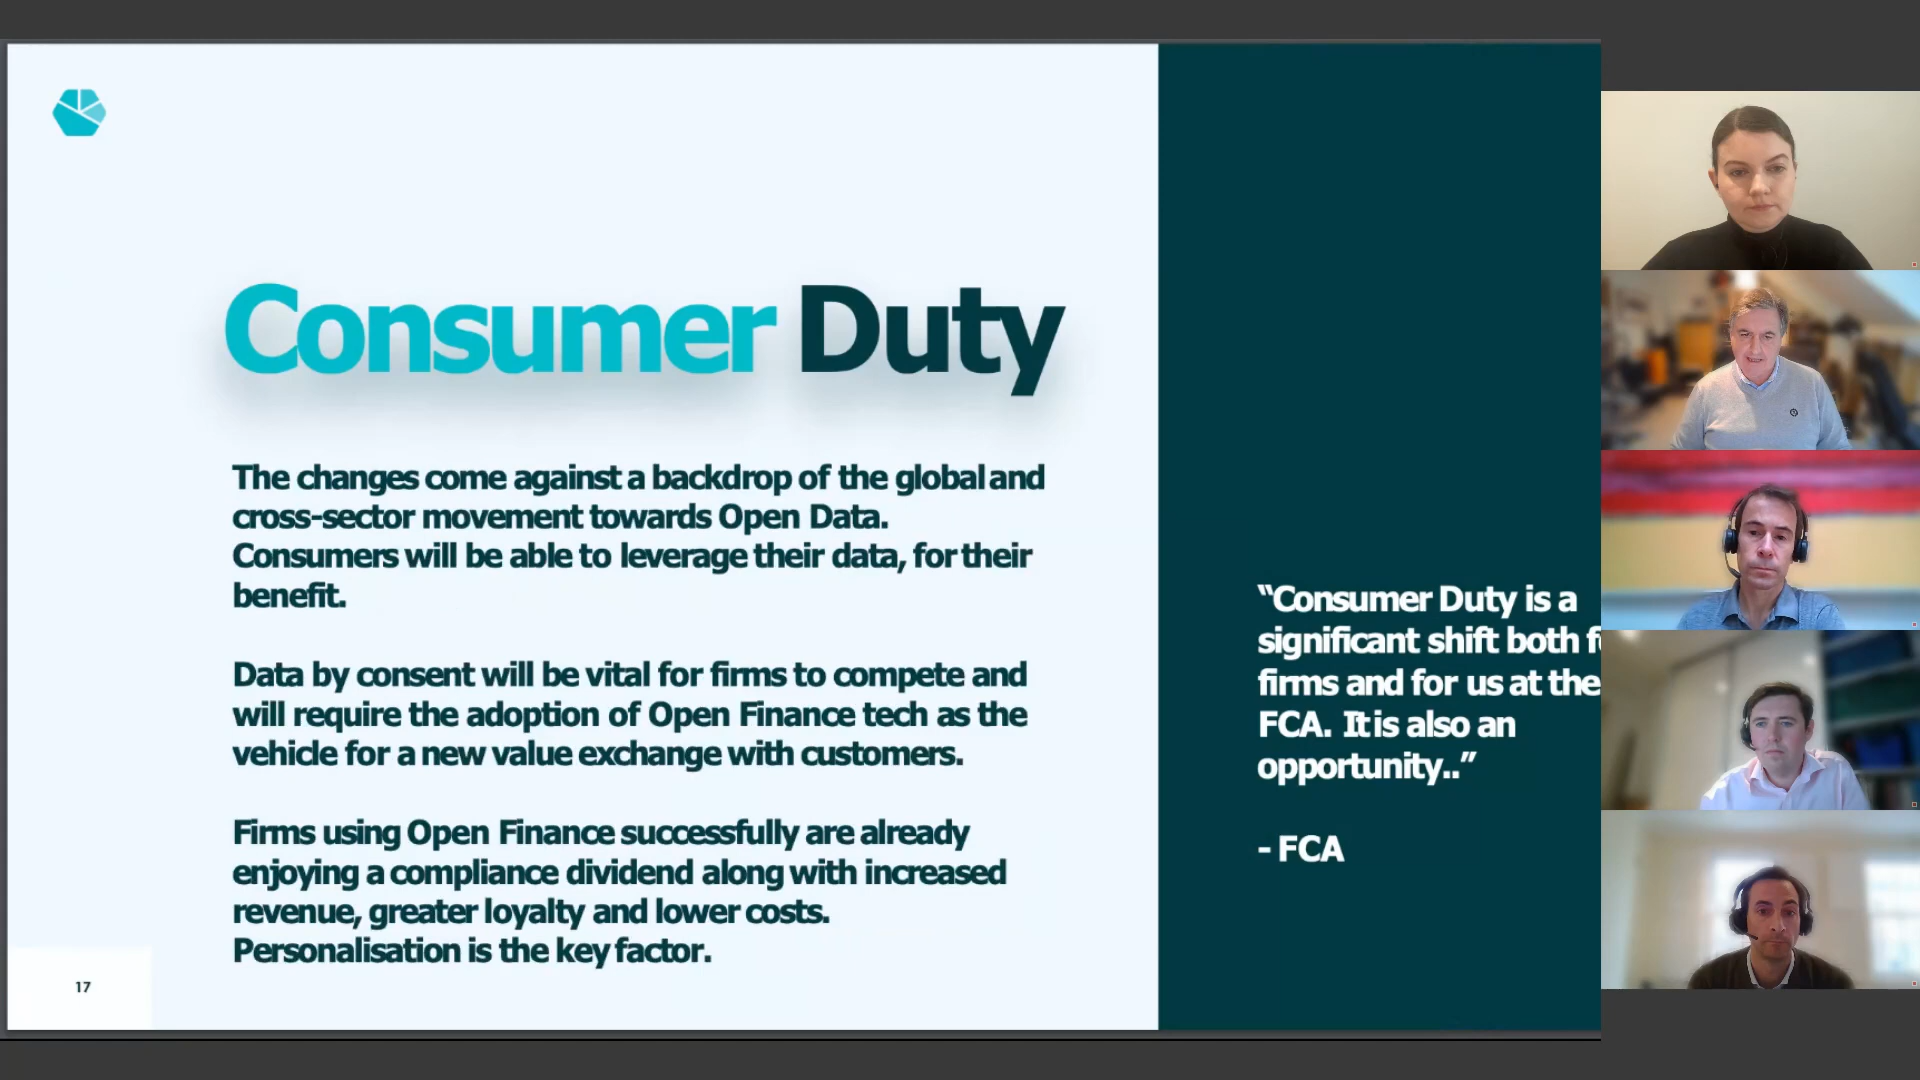 Consumer Duty
The changes come against a backdrop of the global and
cross-sector movement towards Open Data.
Consumers will be able to leverage their data, for their
benefit.
Data by consent will be vital for firms to compete and
will require the adoption of Open Finance tech as the
vehicle for a new value exchange with customers.
Firms using Open Finance successfully are already
enjoying a compliance dividend along with increased
revenue, greater loyalty and lower costs.
Personalisation is the key factor.
17
“Consumer Duty is a
significant shift both
firms and for us at the
FCA. It is also an
opportunity..”
- FCA